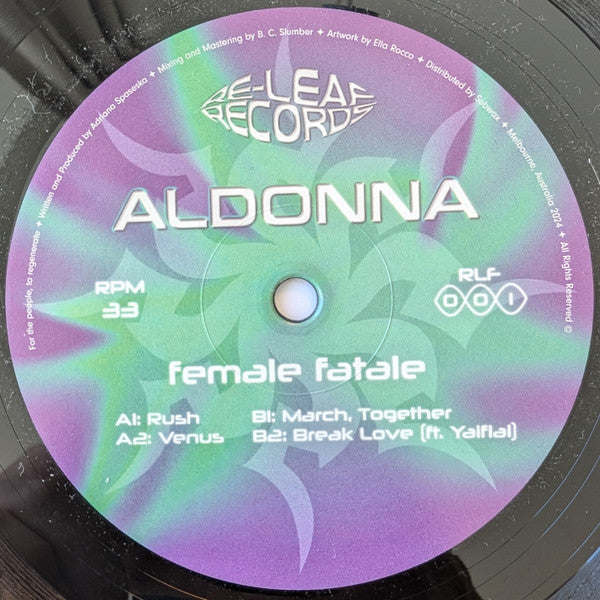 For the people, to regenerate ✦ Written and Produced by Adriana Spaseska ✦ Mixing and Mastering by B. C. Slumber ✦ Artwork by Ella Rocco ✦ Distributed by Subwax ✦ Melbourne, Australia 2024 ✦ All Rights Reserved ©
RE-LEAF
RECORDS
ALDONNA
RPM
33
RLF-
001
female fatale
A1: Rush
A2: Venus
B1: March, Together
B2: Break Love (ft. Yalflal)